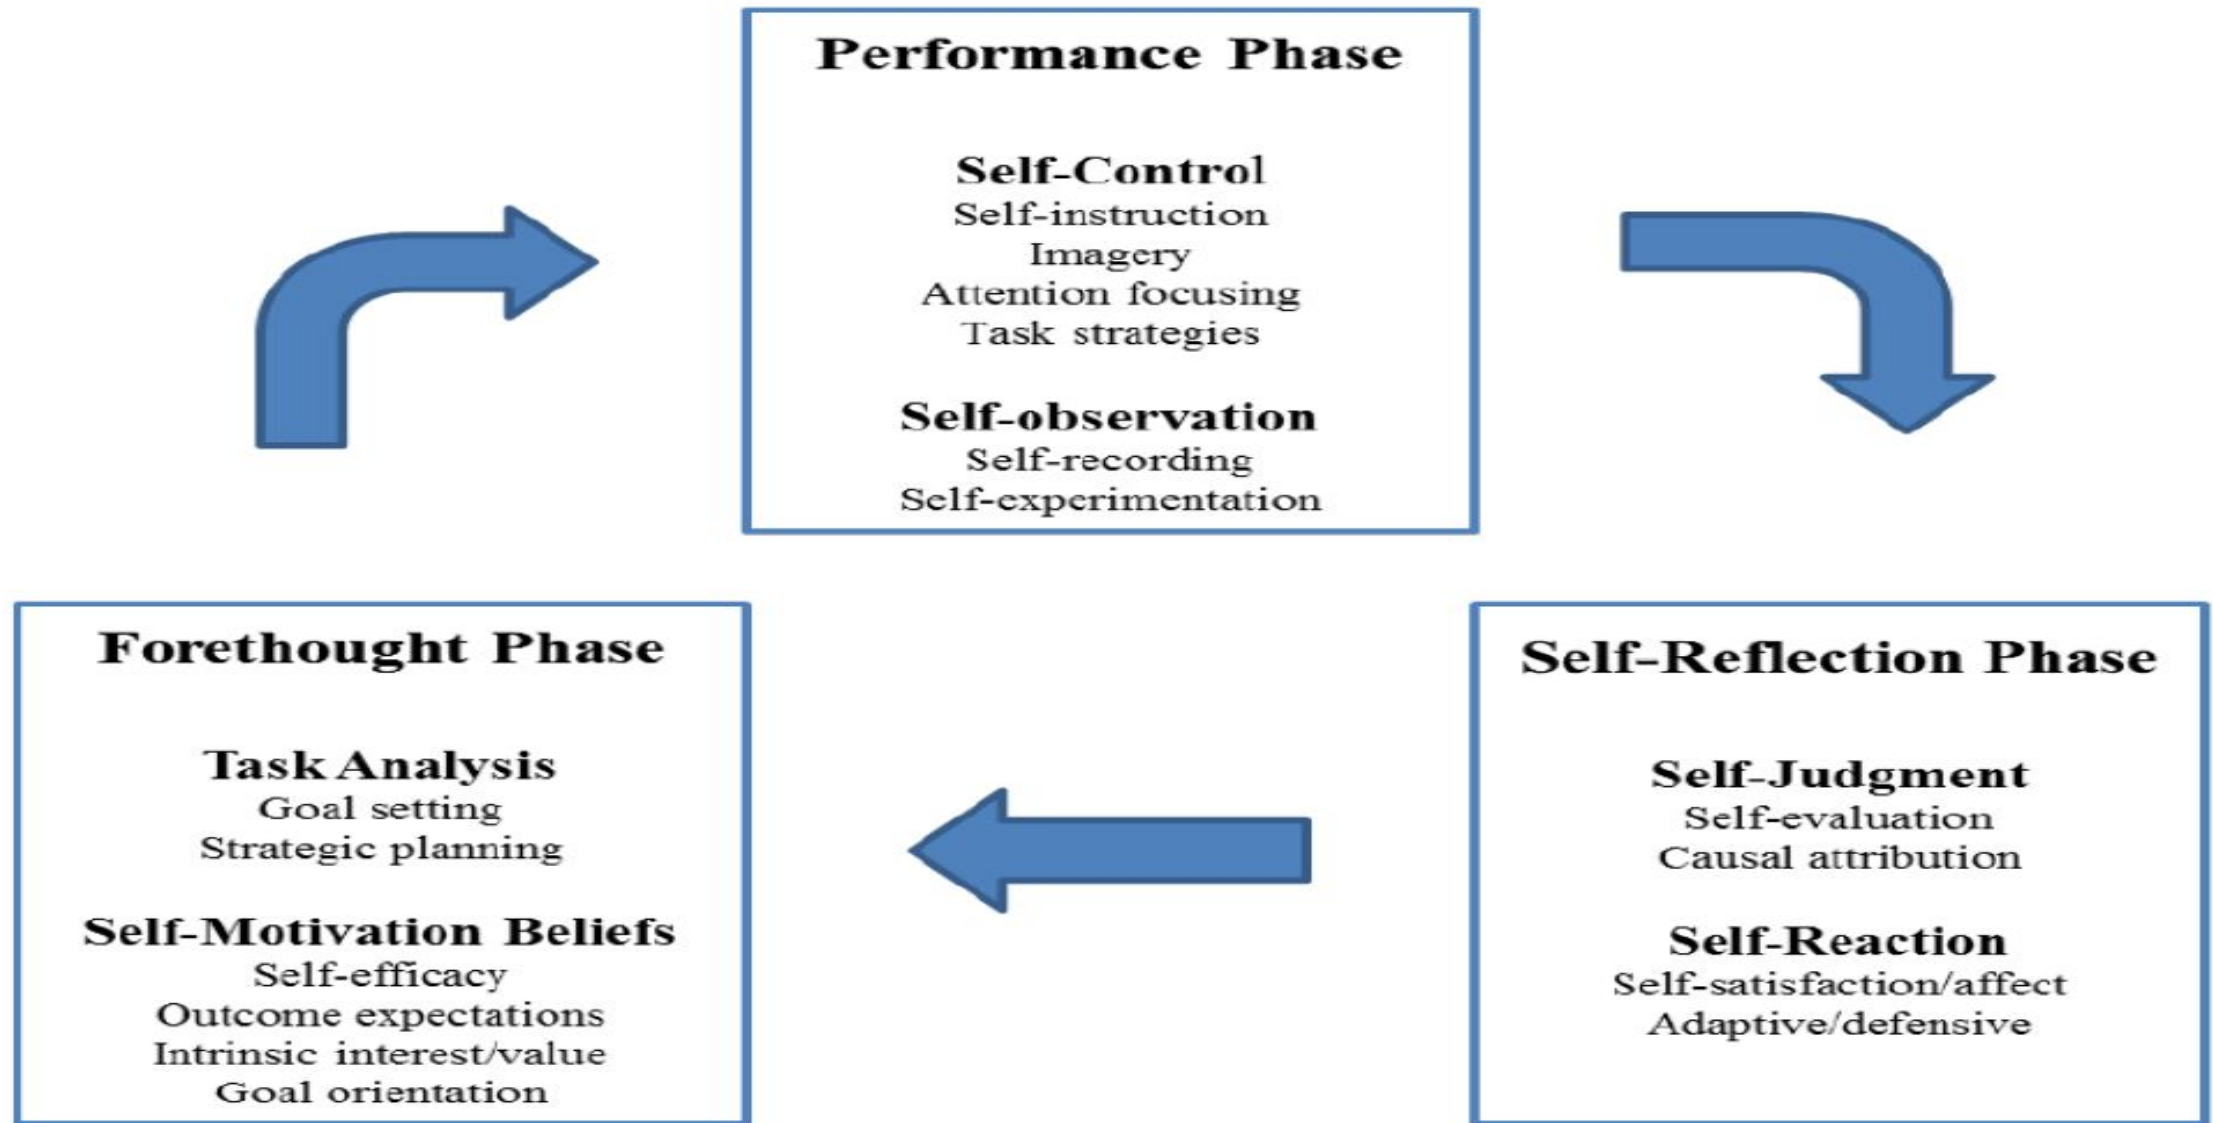 Performance Phase
Self-Control
Self-instruction
Imagery
Attention focusing
Task strategies
Self-observation
Self-recording
Self-experimentation
Forethought Phase
Task Analysis
Goal setting
Strategic planning
Self-Motivation Beliefs
Self-efficacy
Outcome expectations
Intrinsic interest/value
Goal orientation
Self-Reflection Phase
Self-Judgment
Self-evaluation
Causal attribution
Self-Reaction
Self-satisfaction/affect
Adaptive/defensive